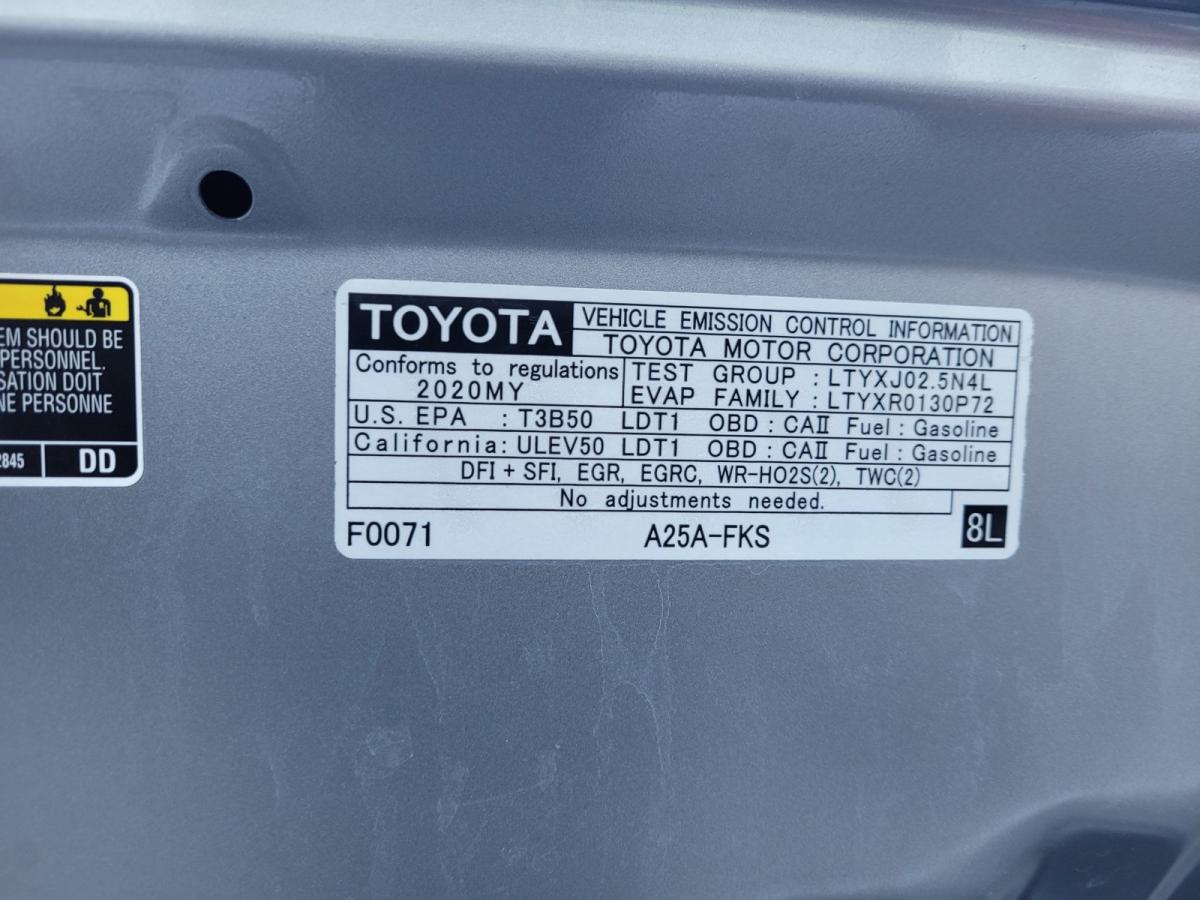 EM SHOULD BE
PERSONNEL.
SATION DOIT
NE PERSONNE
2845 DD
TOYOTA
VEHICLE EMISSION CONTROL INFORMATION
TOYOTA MOTOR CORPORATION
Conforms to regulations
2020MY
TEST GROUP : LTYXJ02.5N4L
EVAP FAMILY : LTYXR0130P72
U.S. EPA : T3B50 LDT1 OBD : CAⅡ Fuel : Gasoline
California : ULEV50 LDT1 OBD : CAⅡ Fuel : Gasoline
DFI + SFI, EGR, EGRC, WR-HO2S(2), TWC(2)
No adjustments needed.
F0071 A25A-FKS 8L